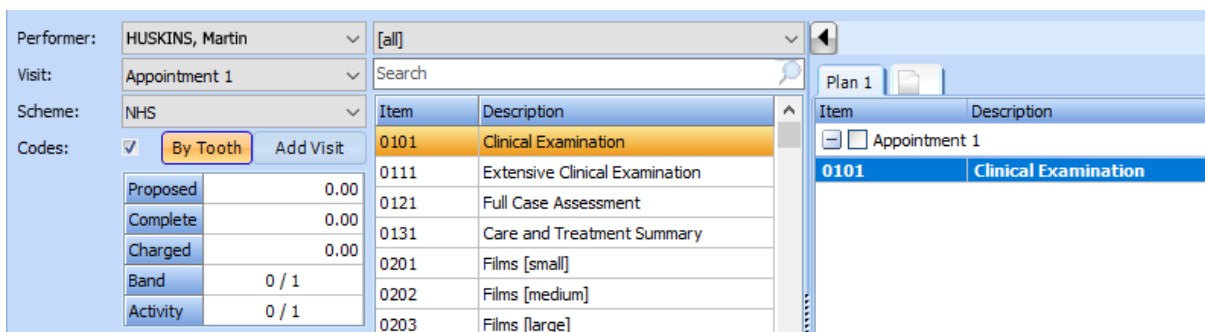 Performer: HUSKINS, Martin [all]
Visit: Appointment 1 Search Plan 1
Scheme: NHS Item Description Item Description
Codes: By Tooth Add Visit 0101 Clinical Examination Appointment 1
0111 Extensive Clinical Examination 0101 Clinical Examination
Proposed 0.00 0121 Full Case Assessment
Complete 0.00 0131 Care and Treatment Summary
Charged 0.00 0201 Films [small]
Band 0 / 1 0202 Films [medium]
Activity 0 / 1 0203 Films [large]